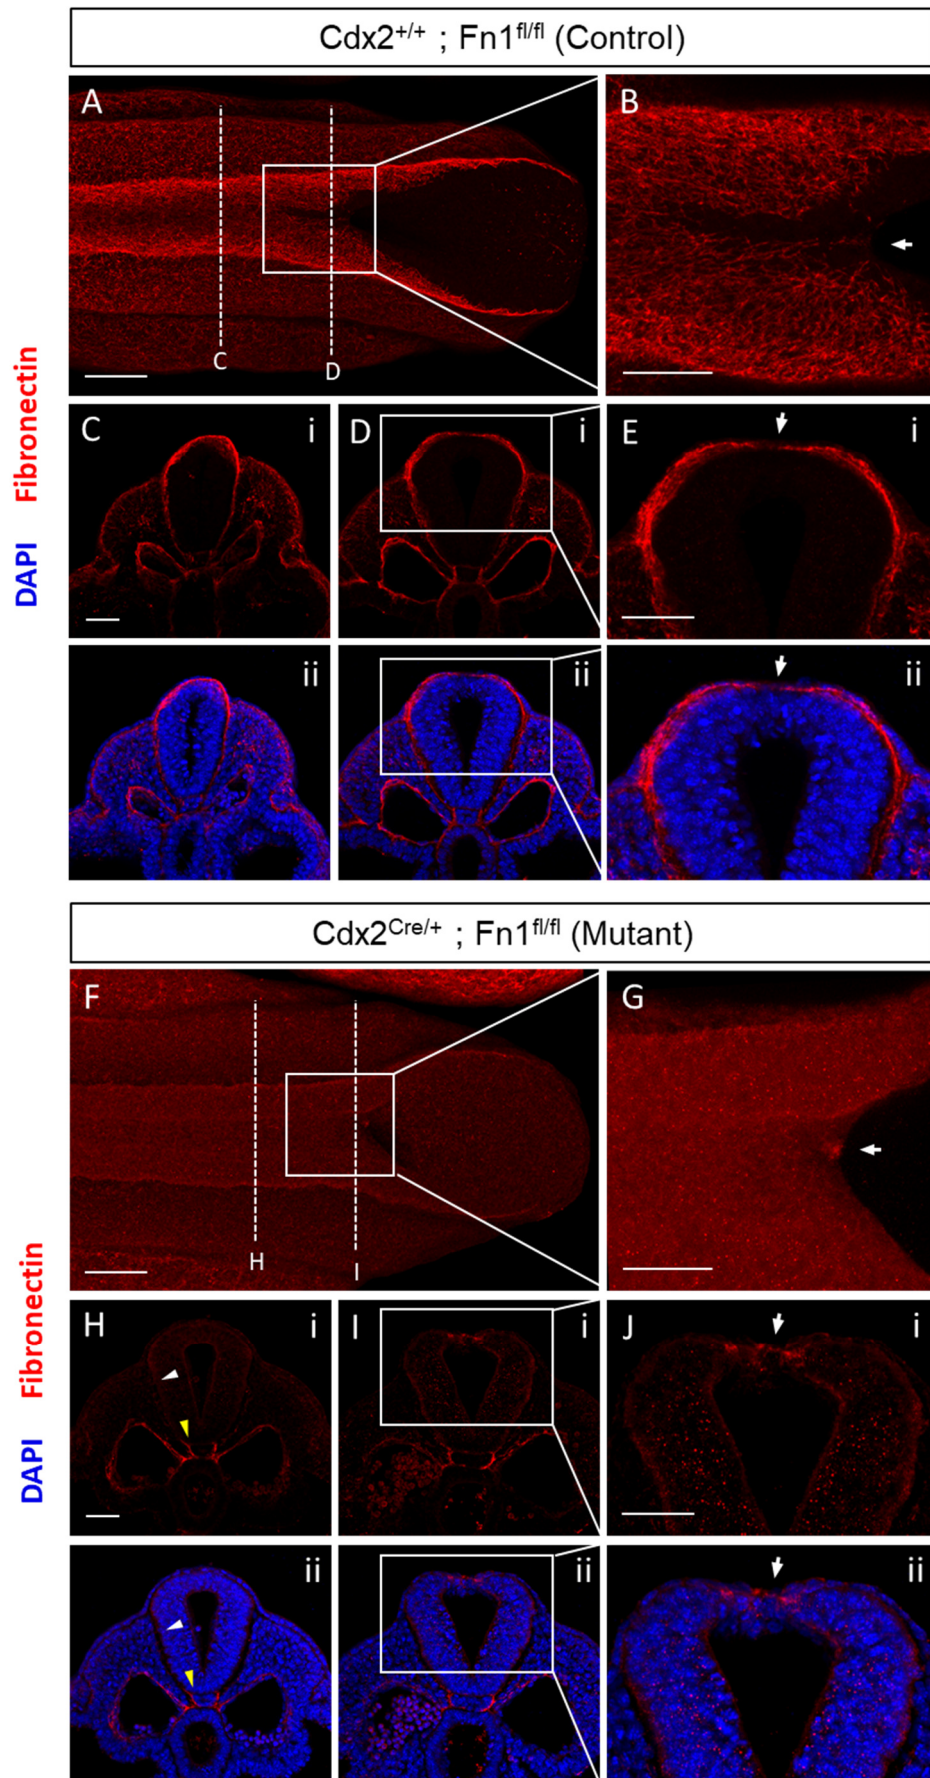 Cdx2+/+ ; Fn1fl/fl (Control)
A
B
C
D
C
i
D
i
E
i
ii
ii
ii
DAPI Fibronectin
Cdx2Cre/+ ; Fn1fl/fl (Mutant)
F
G
H
I
H
i
I
i
J
i
ii
ii
ii
DAPI Fibronectin